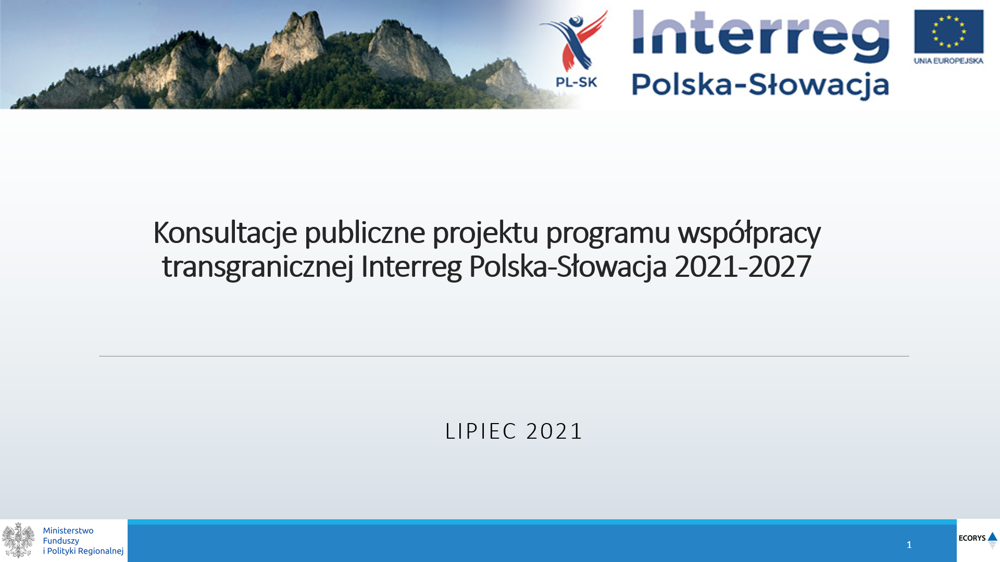 PL-SK
Interreg
Polska-Słowacja
UNIA EUROPEJSKA
Konsultacje publiczne projektu programu współpracy
transgranicznej Interreg Polska-Słowacja 2021-2027
LIPIEC 2021
Ministerstwo
Funduszy
i Polityki Regionalnej
1
ECORYS